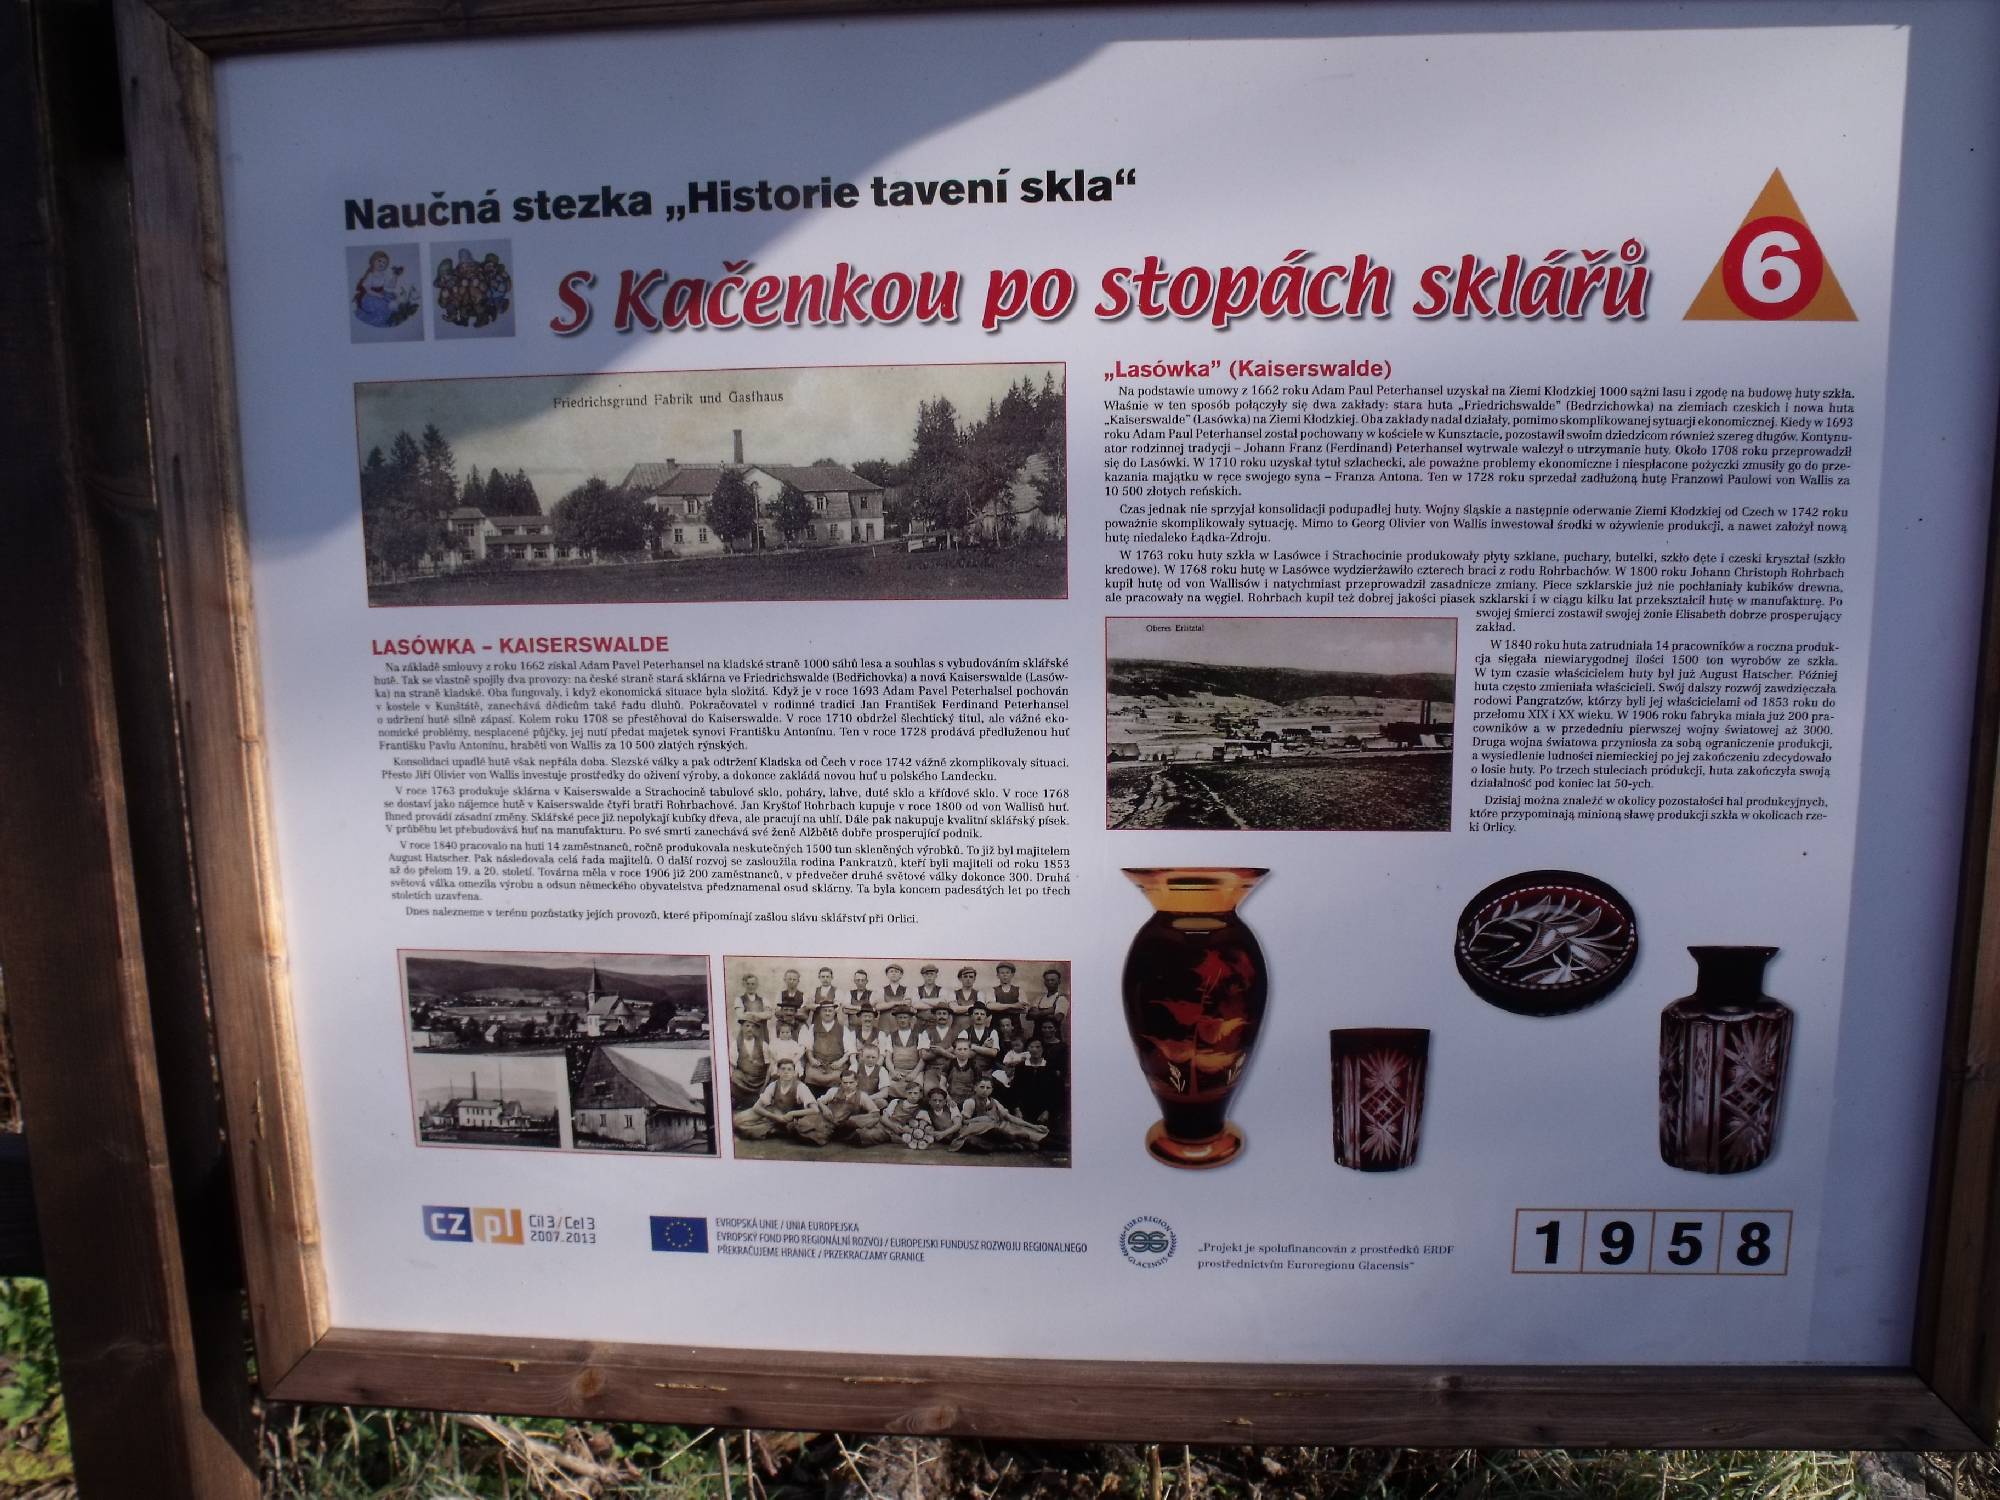 Naučná stezka „Historie tavení skla“
S Kačenkou po stopách sklářů
6
Friedrichsgrund Fabrik und Gasthaus
LASÓWKA – KAISERSWALDE
Na základě smlouvy z roku 1662 získal Adam Pavel Peterhansel na kladské straně 1000 sáhů lesa a souhlas s vybudováním sklářské
hutě. Tak se vlastně spojily dva provozy: na české straně stará sklárna ve Friedrichswalde (Bedřichovka) a nová Kaiserswalde (Lasów-
ka) na straně kladské. Oba fungovaly, i když ekonomická situace byla složitá. Když je v roce 1693 Adam Pavel Peterhalsel pochován
v kostele v Kunštátě, zanechává dědicům také řadu dluhů. Pokračovatel v rodinné tradici Jan František Ferdinand Peterhansel
o udržení hutě silně zápasí. Kolem roku 1708 se přestěhoval do Kaiserswalde. V roce 1710 obdržel šlechtický titul, ale vážné eko-
nomické problémy, nesplacené půjčky, jej nutí předat majetek synovi Františku Antonínu. Ten v roce 1728 prodává předluženou huť
Františku Pavlu Antonínu, hraběti von Wallis za 10 500 zlatých rýnských.
Konsolidaci upadlé hutě však nepřála doba. Slezské války a pak odtržení Kladska od Čech v roce 1742 vážně zkomplikovaly situaci.
Přesto Jiří Olivier von Wallis investuje prostředky do oživení výroby, a dokonce zakládá novou huť u polského Landecku.
V roce 1763 produkuje sklárna v Kaiserswalde a Strachocině tabulové sklo, poháry, lahve, duté sklo a křídové sklo. V roce 1768
se dostaví jako nájemce hutě v Kaiserswalde čtyři bratři Rohrbachové. Jan Kryštof Rohrbach kupuje v roce 1800 od von Wallisů huť.
Ihned provádí zásadní změny. Sklářské pece již nepolykají kubíky dřeva, ale pracují na uhlí. Dále pak nakupuje kvalitní sklářský písek.
V průběhu let přebudovává huť na manufakturu. Po své smrti zanechává své ženě Alžbětě dobře prosperující podnik.
V roce 1840 pracovalo na huti 14 zaměstnanců, ročně produkovala neskutečných 1500 tun skleněných výrobků. To již byl majitelem
August Hatscher. Pak následovala celá řada majitelů. O další rozvoj se zasloužila rodina Pankratzů, kteří byli majiteli od roku 1853
až do přelom 19. a 20. století. Továrna měla v roce 1906 již 200 zaměstnanců, v předvečer druhé světové války dokonce 300. Druhá
světová válka omezila výrobu a odsun německého obyvatelstva předznamenal osud sklárny. Ta byla koncem padesátých let po třech
stoletích uzavřena.
Dnes nalezneme v terénu pozůstatky jejích provozů, které připomínají zašlou slávu sklářství při Orlici.
„Lasówka” (Kaiserswalde)
Na podstawie umowy z 1662 roku Adam Paul Peterhansel uzyskał na Ziemi Kłodzkiej 1000 sążni lasu i zgodę na budowę huty szkła.
Właśnie w ten sposób połączyły się dwa zakłady: stara huta „Friedrichswalde” (Bedrzichowka) na ziemiach czeskich i nowa huta
„Kaiserswalde” (Lasówka) na Ziemi Kłodzkiej. Oba zakłady nadal działały, pomimo skomplikowanej sytuacji ekonomicznej. Kiedy w 1693
roku Adam Paul Peterhansel został pochowany w kościele w Kunsztacie, pozostawił swoim dziedzicom również szereg długów. Kontynu-
ator rodzinnej tradycji – Johann Franz (Ferdinand) Peterhansel wytrwale walczył o utrzymanie huty. Około 1708 roku przeprowadził
się do Lasówki. W 1710 roku uzyskał tytuł szlachecki, ale poważne problemy ekonomiczne i niespłacone pożyczki zmusiły go do prze-
kazania majątku w ręce swojego syna – Franza Antona. Ten w 1728 roku sprzedał zadłużoną hutę Franzowi Paulowi von Wallis za
10 500 złotych reńskich.
Czas jednak nie sprzyjał konsolidacji podupadłej huty. Wojny śląskie a następnie oderwanie Ziemi Kłodzkiej od Czech w 1742 roku
poważnie skomplikowały sytuację. Mimo to Georg Olivier von Wallis inwestował środki w ożywienie produkcji, a nawet założył nową
hutę niedaleko Łądka-Zdroju.
W 1763 roku huty szkła w Lasówce i Strachocinie produkowały płyty szklane, puchary, butelki, szkło dęte i czeski kryształ (szkło
kredowe). W 1768 roku hutę w Lasówce wydzierżawiło czterech braci z rodu Rohrbachów. W 1800 roku Johann Christoph Rohrbach
kupił hutę od von Wallisów i natychmiast przeprowadził zasadnicze zmiany. Piece szklarskie już nie pochłaniały kubików drewna,
ale pracowały na węgiel. Rohrbach kupił też dobrej jakości piasek szklarski i w ciągu kilku lat przekształcił hutę w manufakturę. Po
swojej śmierci zostawił swojej żonie Elisabeth dobrze prosperujący
zakład.
W 1840 roku huta zatrudniała 14 pracowników a roczna produk-
cja sięgała niewiarygodnej ilości 1500 ton wyrobów ze szkła.
W tym czasie właścicielem huty był już August Hatscher. Później
huta często zmieniała właścicieli. Swój dalszy rozwój zawdzięczała
rodowi Pangratzów, którzy byli jej właścicielami od 1853 roku do
przełomu XIX i XX wieku. W 1906 roku fabryka miała już 200 pra-
cowników a w przededniu pierwszej wojny światowej aż 3000.
Druga wojna światowa przyniosła za sobą ograniczenie produkcji,
a wysiedlenie ludności niemieckiej po jej zakończeniu zdecydowało
o losie huty. Po trzech stuleciach produkcji, huta zakończyła swoją
działalność pod koniec lat 50-ych.
Dzisiaj można znaleźć w okolicy pozostałości hal produkcyjnych,
które przypominają minioną sławę produkcji szkła w okolicach rze-
ki Orlicy.
Oberes Erlitztal
CZ pl
Cíl 3 / Cel 3
2007-2013
EVROPSKÁ UNIE / UNIA EUROPEJSKA
EVROPSKÝ FOND PRO REGIONÁLNÍ ROZVOJ / EUROPEJSKI FUNDUSZ ROZWOJU REGIONALNEGO
PŘEKRAČUJEME HRANICE / PRZEKRACZAMY GRANICE
EUROREGION
GLACENSIS
„Projekt je spolufinancován z prostředků ERDF
prostřednictvím Euroregionu Glacensis“
1958